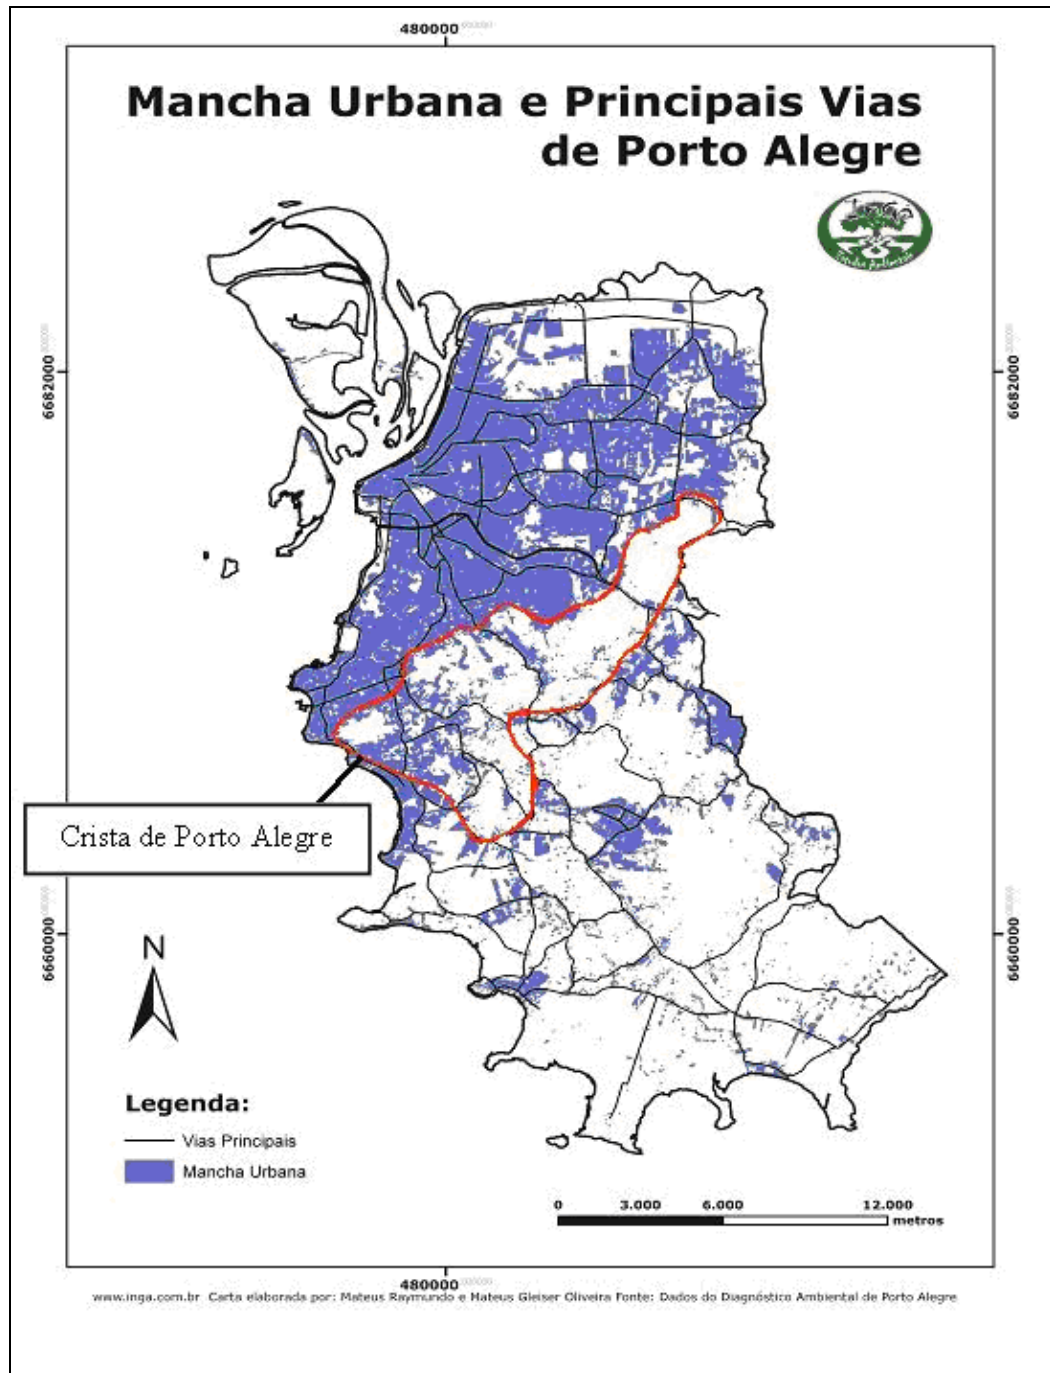 480000
Mancha Urbana e Principais Vias
de Porto Alegre
Estudos Ambientais
6682000
6682000
Crista de Porto Alegre
6660000
6660000
N
Legenda:
Vias Principais
Mancha Urbana
0 3.000 6.000 12.000
metros
480000
www.inga.com.br Carta elaborada por: Mateus Raymundo e Mateus Gleiser Oliveira Fonte: Dados do Diagnóstico Ambiental de Porto Alegre